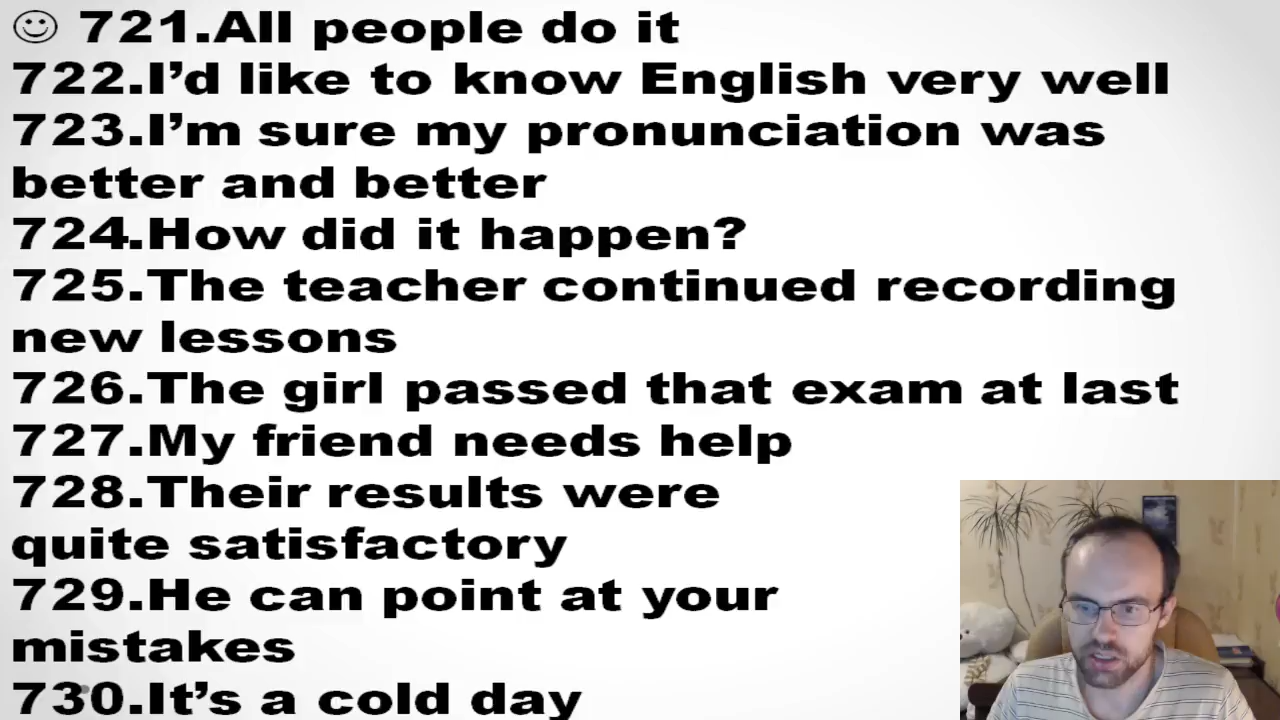 ☺ 721.All people do it
722.I’d like to know English very well
723.I’m sure my pronunciation was
better and better
724.How did it happen?
725.The teacher continued recording
new lessons
726.The girl passed that exam at last
727.My friend needs help
728.Their results were
quite satisfactory
729.He can point at your
mistakes
730.It’s a cold day